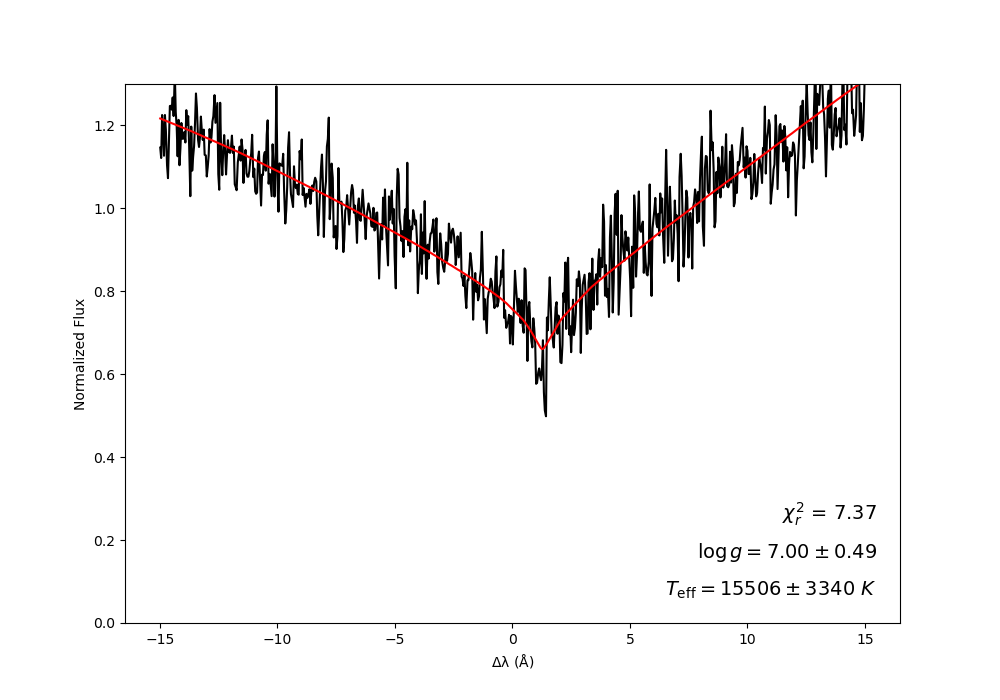 1.2
1.0
0.8
0.6
0.4
0.2
0.0
Normalized Flux
χ²ᵣ = 7.37
log g = 7.00 ± 0.49
T_eff = 15506 ± 3340 K
−15 −10 −5 0 5 10 15
Δλ (Å)